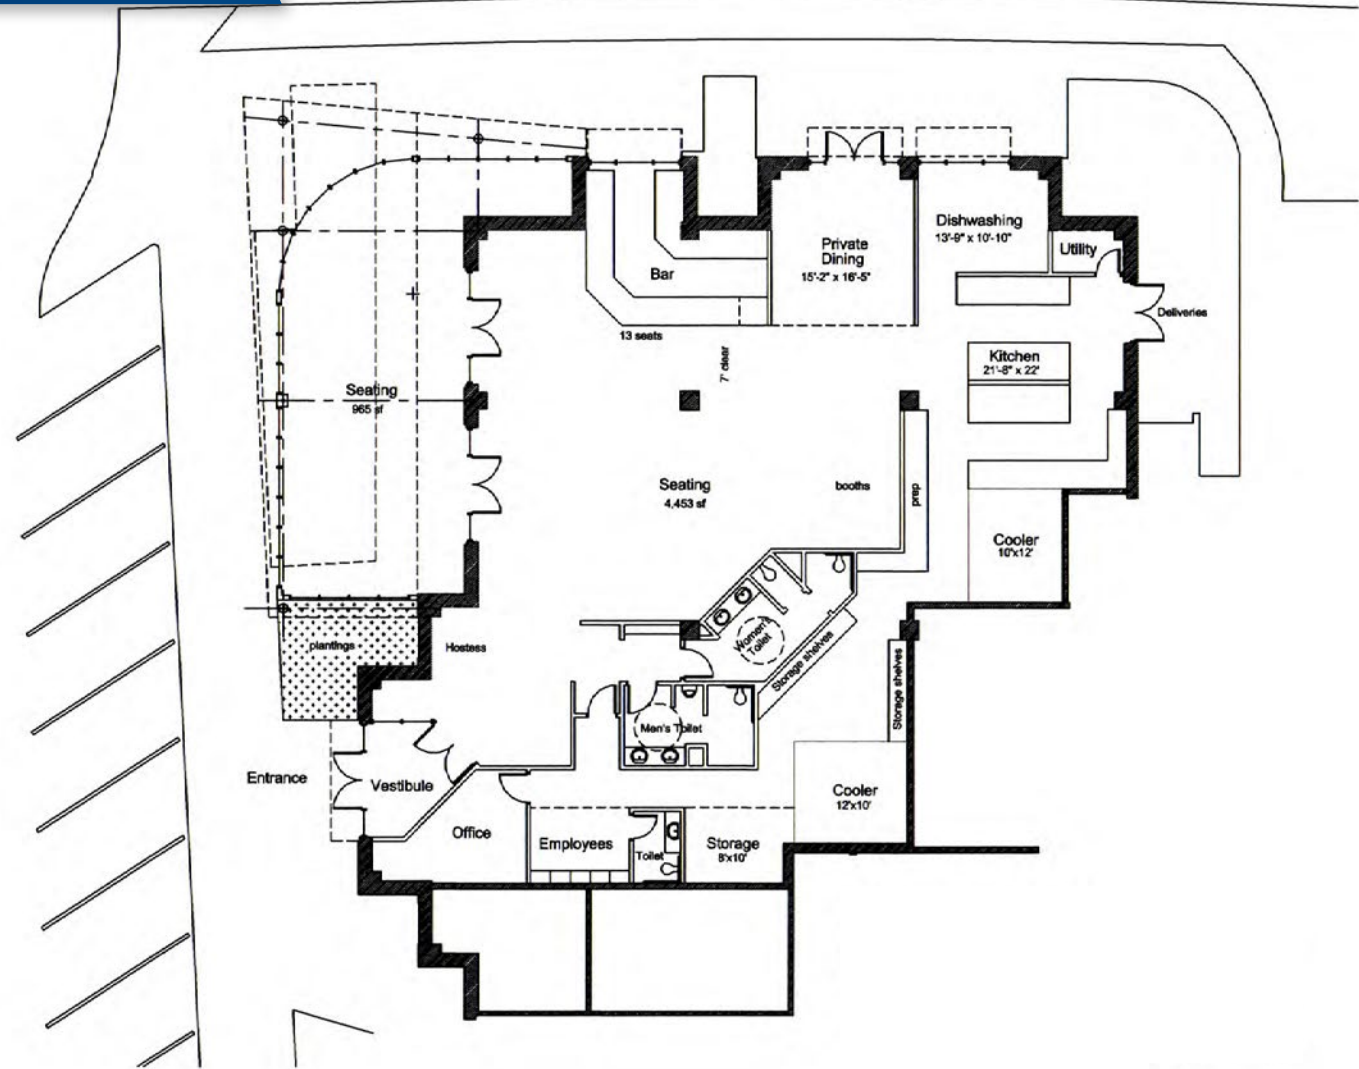 Dishwashing
13'-9" x 10'-10"
Private
Dining
15'-2" x 16'-5"
Utility
Bar
Deliveries
13 seats
7' clear
Kitchen
21'-8" x 22'
Seating
965 sf
Seating
4,453 sf
booths
prep
Cooler
10'x12'
Women's
Toilet
plantings
Hostess
Storage shelves
Storage shelves
Men's Toilet
Entrance
Vestibule
Cooler
12'x10'
Office
Employees
Toilet
Storage
8'x10'